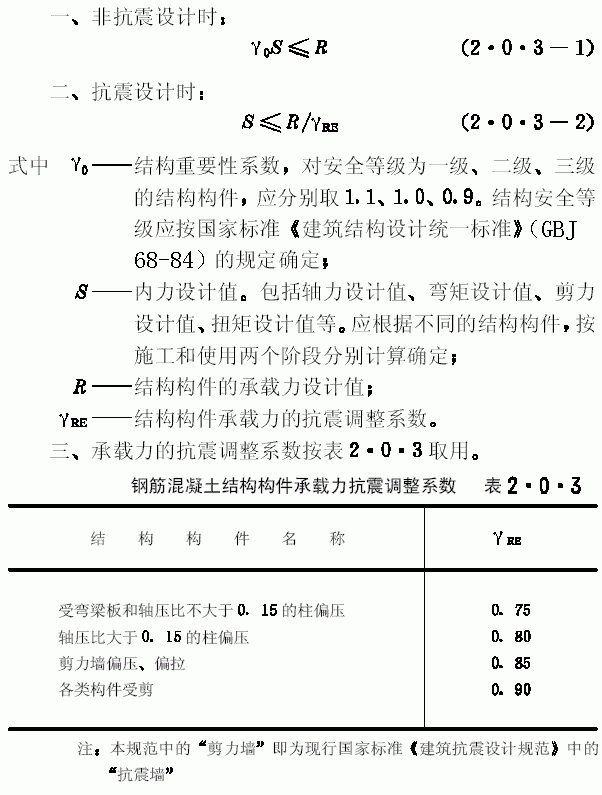 一、非抗震设计时：
γ₀S≤R (2·0·3—1)
二、抗震设计时：
S≤R/γRE (2·0·3—2)
式中 γ₀——结构重要性系数，对安全等级为一级、二级、三级
的结构构件，应分别取1.1、1.0、0.9。结构安全等
级应按国家标准《建筑结构设计统一标准》（GBJ
68-84）的规定确定；
S——内力设计值。包括轴力设计值、弯矩设计值、剪力
设计值、扭矩设计值等。应根据不同的结构构件，按
施工和使用两个阶段分别计算确定；
R——结构构件的承载力设计值；
γRE——结构构件承载力的抗震调整系数。
三、承载力的抗震调整系数按表2·0·3取用。
钢筋混凝土结构构件承载力抗震调整系数 表2·0·3
结构构件名称 γRE
受弯梁板和轴压比不大于0.15的柱偏压 0.75
轴压比大于0.15的柱偏压 0.80
剪力墙偏压、偏拉 0.85
各类构件受剪 0.90
注：本规范中的“剪力墙”即为现行国家标准《建筑抗震设计规范》中的
“抗震墙”